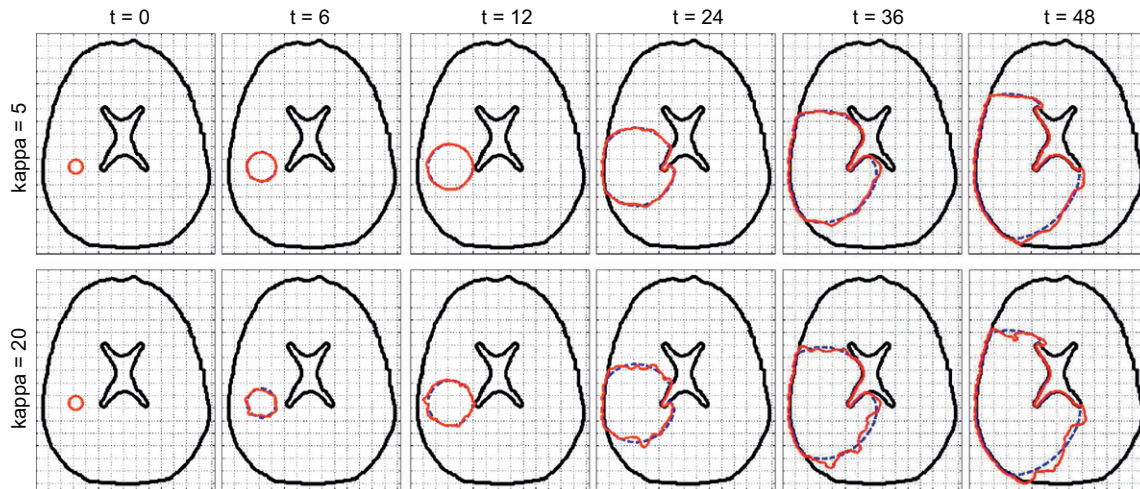 t = 0 t = 6 t = 12 t = 24 t = 36 t = 48
kappa = 5
kappa = 20